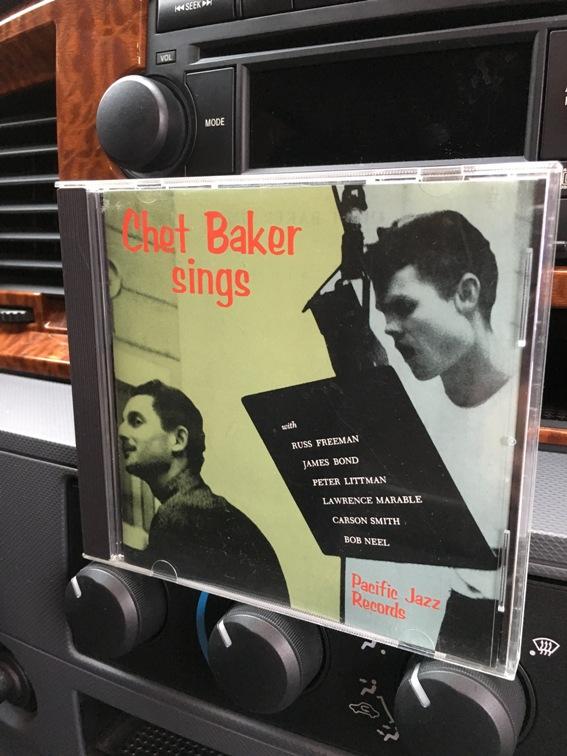 SEEK
VOL
MODE
Chet Baker
sings
with
RUSS FREEMAN
JAMES BOND
PETER LITTMAN
LAWRENCE MARABLE
CARSON SMITH
BOB NEEL
Pacific Jazz
Records